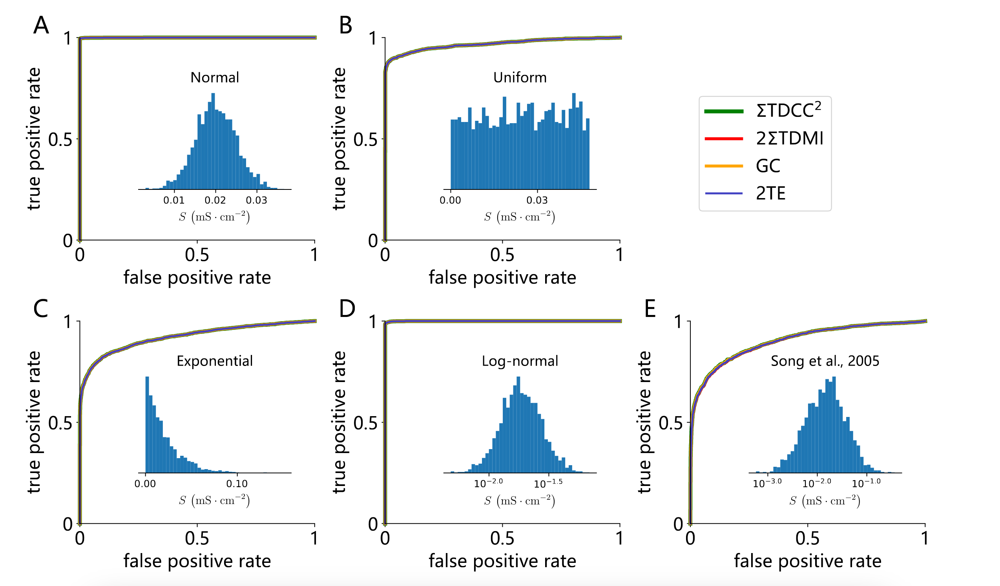 A
1
0.5
0
true positive rate
Normal
0.01 0.02 0.03
S (mS · cm⁻²)
0 0.5 1
false positive rate
B
1
0.5
0
true positive rate
Uniform
0.00 0.03
S (mS · cm⁻²)
0 0.5 1
false positive rate
ΣTDCC²
2ΣTDMI
GC
2TE
C
1
0.5
0
true positive rate
Exponential
0.00 0.10
S (mS · cm⁻²)
0 0.5 1
false positive rate
D
1
0.5
0
true positive rate
Log-normal
10⁻²·⁰ 10⁻¹·⁵
S (mS · cm⁻²)
0 0.5 1
false positive rate
E
1
0.5
0
true positive rate
Song et al., 2005
10⁻³·⁰ 10⁻²·⁰ 10⁻¹·⁰
S (mS · cm⁻²)
0 0.5 1
false positive rate